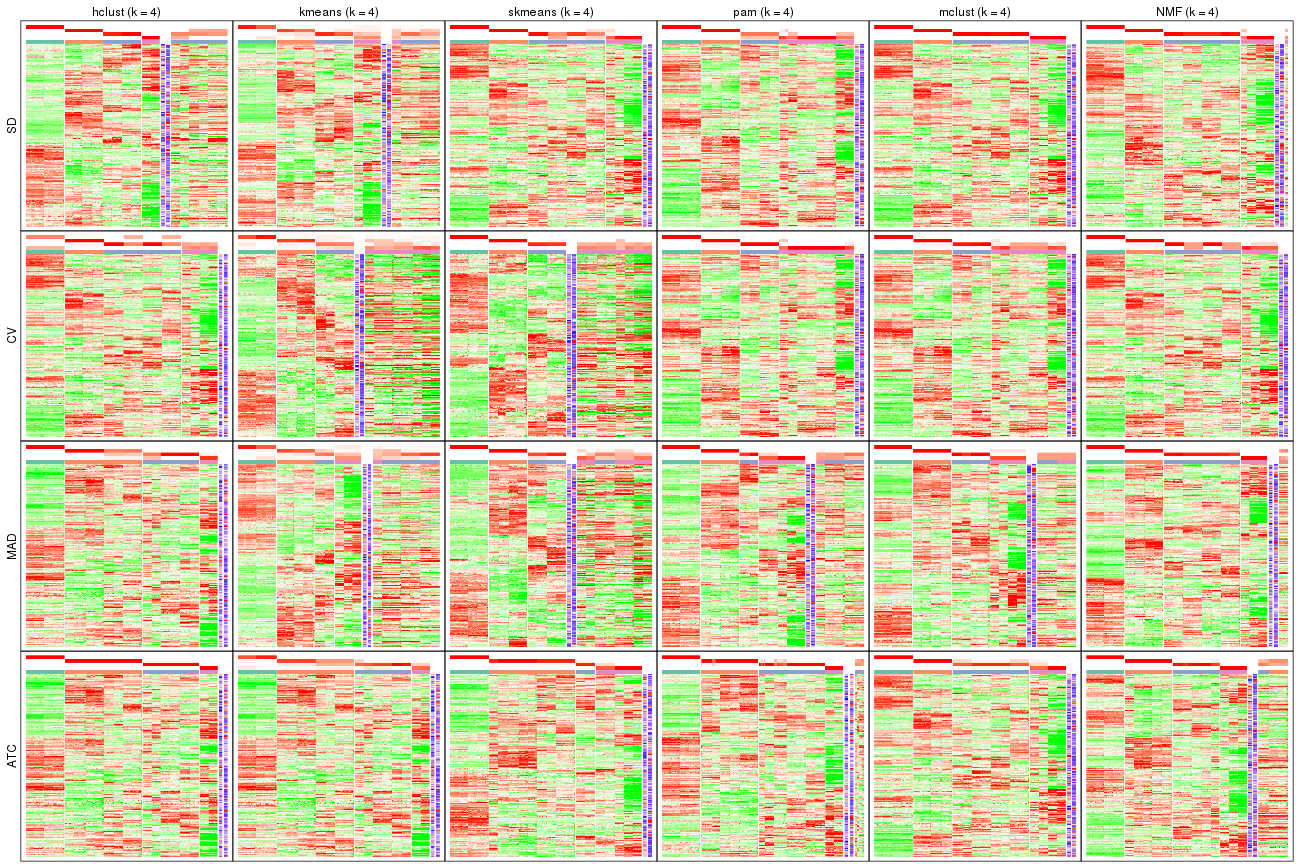 hclust (k = 4)
kmeans (k = 4)
skmeans (k = 4)
pam (k = 4)
mclust (k = 4)
NMF (k = 4)
SD
CV
MAD
ATC